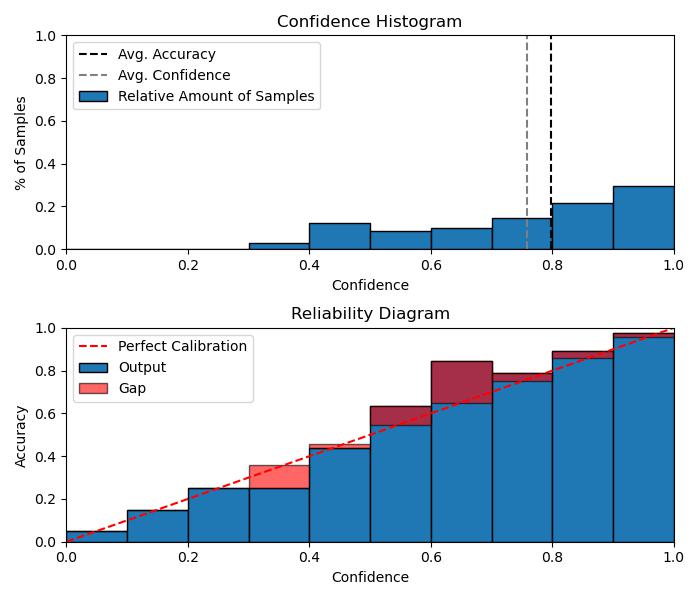 Confidence Histogram
1.0
0.8
0.6
0.4
0.2
0.0
% of Samples
Avg. Accuracy
Avg. Confidence
Relative Amount of Samples
0.0 0.2 0.4 0.6 0.8 1.0
Confidence
Reliability Diagram
1.0
0.8
0.6
0.4
0.2
0.0
Accuracy
Perfect Calibration
Output
Gap
0.0 0.2 0.4 0.6 0.8 1.0
Confidence